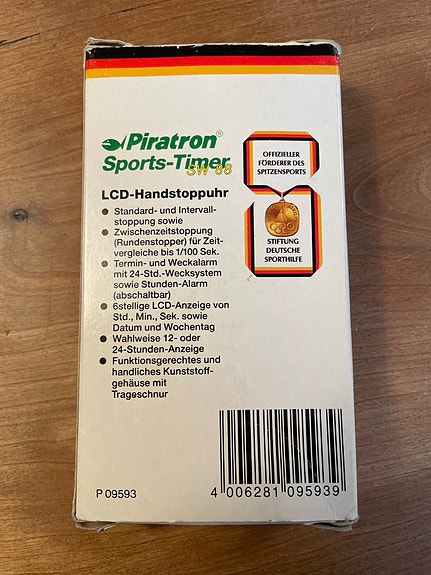 Piratron®
Sports-Timer
SW 88
OFFIZIELLER
FÖRDERER DES
SPITZENSPORTS
STIFTUNG
DEUTSCHE
SPORTHILFE
LCD-Handstoppuhr
● Standard- und Intervall-
stoppung sowie
● Zwischenzeitstoppung
(Rundenstopper) für Zeit-
vergleiche bis 1/100 Sek.
● Termin- und Weckalarm
mit 24-Std.-Wecksystem
sowie Stunden-Alarm
(abschaltbar)
● 6stellige LCD-Anzeige von
Std., Min., Sek. sowie
Datum und Wochentag
● Wahlweise 12- oder
24-Stunden-Anzeige
● Funktionsgerechtes und
handliches Kunststoff-
gehäuse mit
Trageschnur
P 09593
4 006281 095939